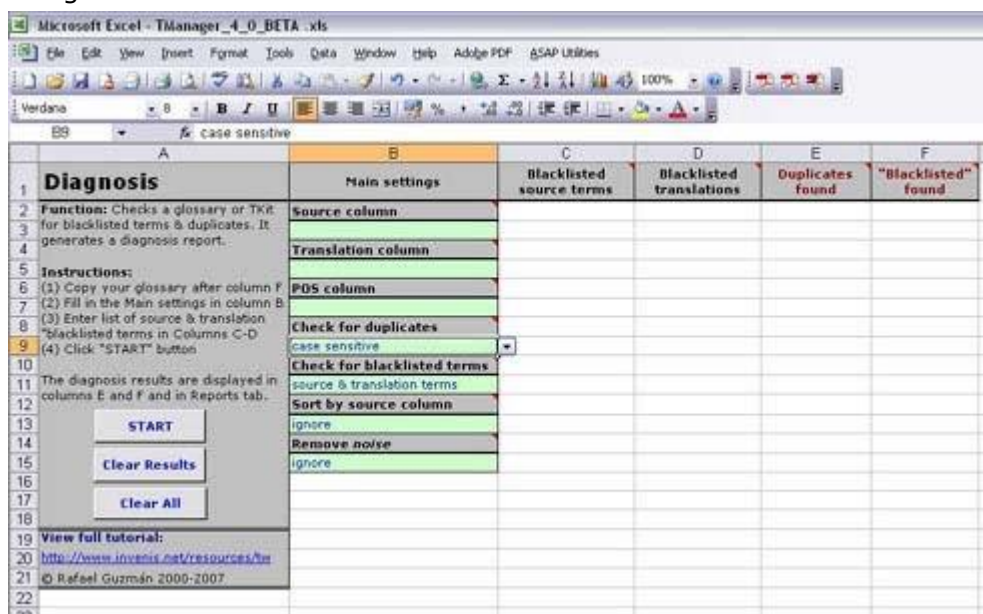 Microsoft Excel - TManager_4_0_BETA .xls
File Edit View Insert Format Tools Data Window Help Adobe PDF ASAP Utilities
100%
Verdana 8 B I U
B9 fx case sensitive
A B C D E F
1 Diagnosis Main settings Blacklisted source terms Blacklisted translations Duplicates found "Blacklisted" found
2 Function: Checks a glossary or TKit Source column
3 for blacklisted terms & duplicates. It
4 generates a diagnosis report. Translation column
5 Instructions:
6 (1) Copy your glossary after column F POS column
7 (2) Fill in the Main settings in column B
8 (3) Enter list of source & translation Check for duplicates
"blacklisted terms in Columns C-D
9 (4) Click "START" button case sensitive
10 Check for blacklisted terms
11 The diagnosis results are displayed in source & translation terms
12 columns E and F and in Reports tab. Sort by source column
13 START ignore
14 Remove noise
15 Clear Results ignore
16
17 Clear All
18
19 View full tutorial:
20 http://www.invenis.net/resources/tw
21 © Rafael Guzmán 2000-2007
22